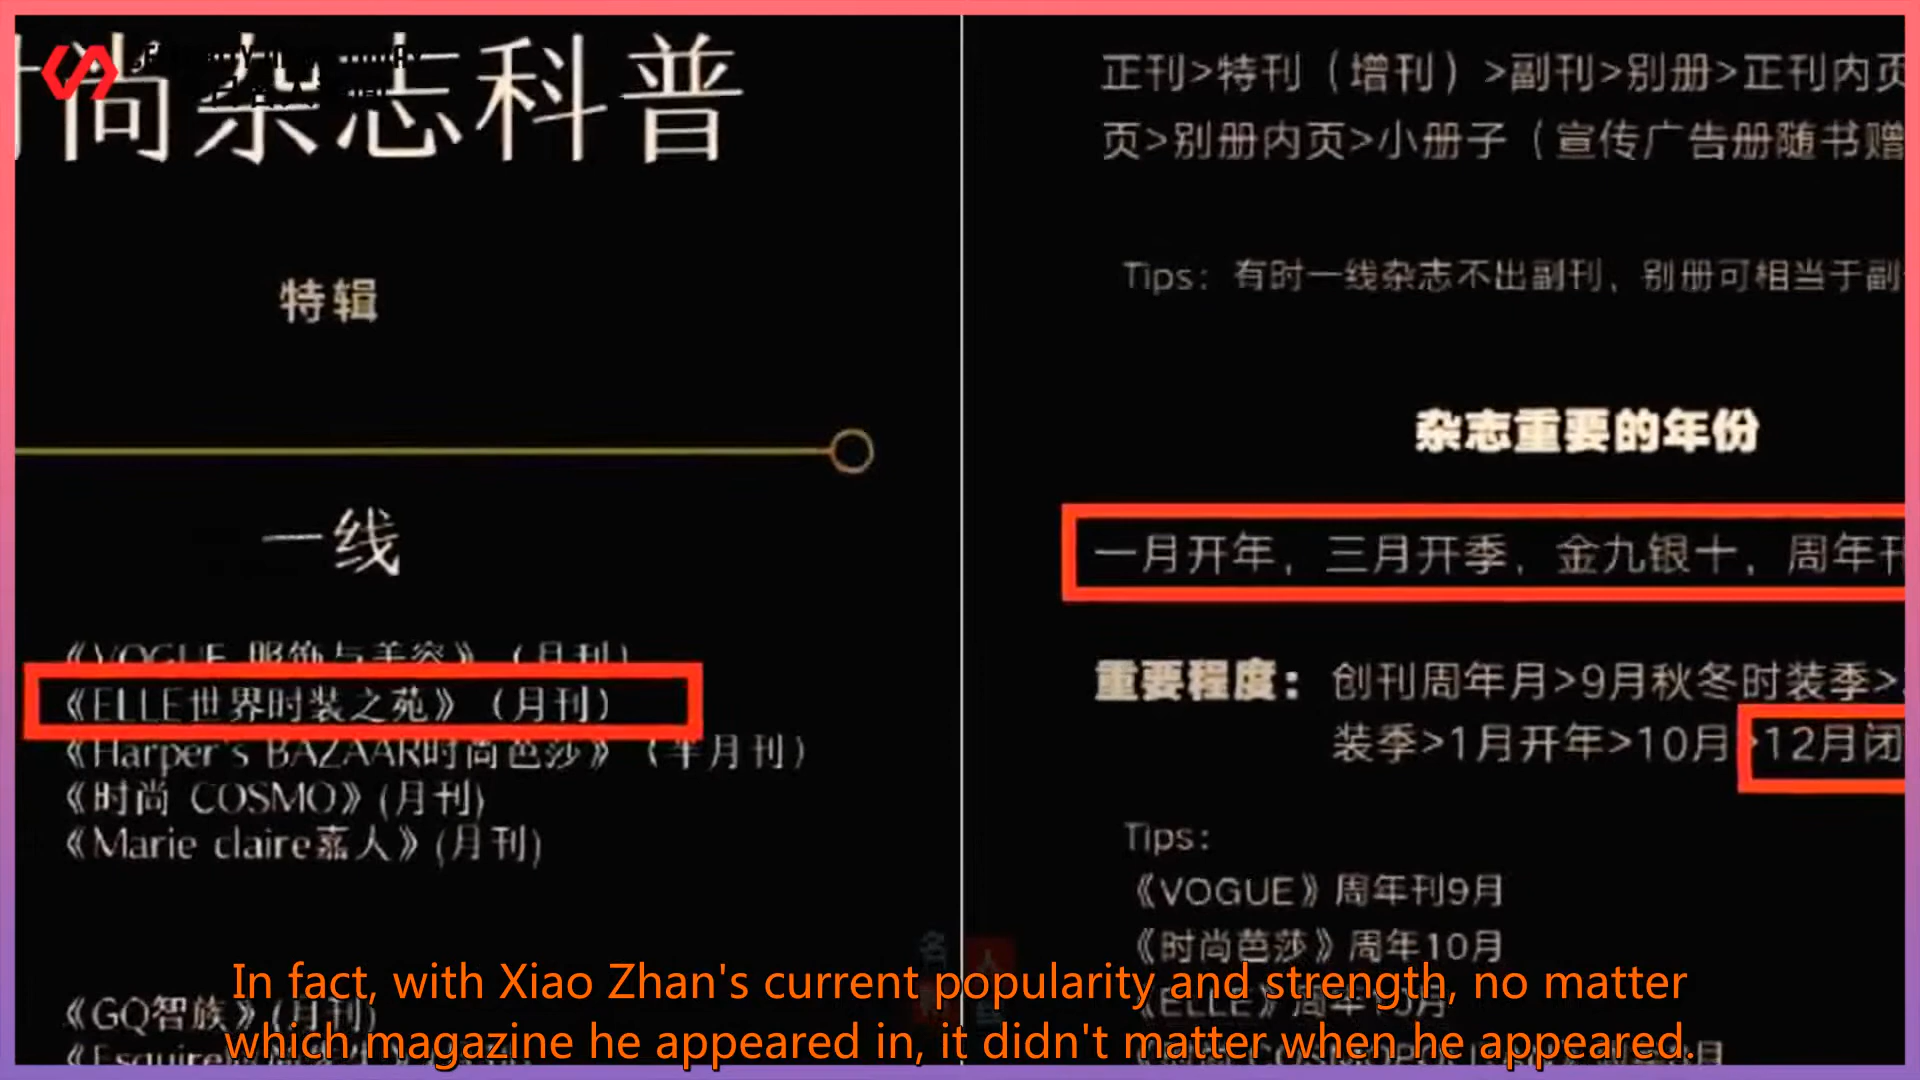 尚杂志科普
特辑
一线
《VOGUE 服饰与美容》（月刊）
《ELLE世界时装之苑》（月刊）
《Harper's BAZAAR时尚芭莎》（半月刊）
《时尚 COSMO》(月刊)
《Marie claire嘉人》(月刊)
《GQ智族》(月刊)
正刊>特刊（增刊）>副刊>别册>正刊内页
页>别册内页>小册子（宣传广告册随书赠
Tips：有时一线杂志不出副刊，别册可相当于副
杂志重要的年份
一月开年，三月开季，金九银十，周年刊
重要程度： 创刊周年月>9月秋冬时装季>
装季>1月开年>10月>12月闭
Tips：
《VOGUE》周年刊9月
《时尚芭莎》周年10月
In fact, with Xiao Zhan's current popularity and strength, no matter
which magazine he appeared in, it didn't matter when he appeared.